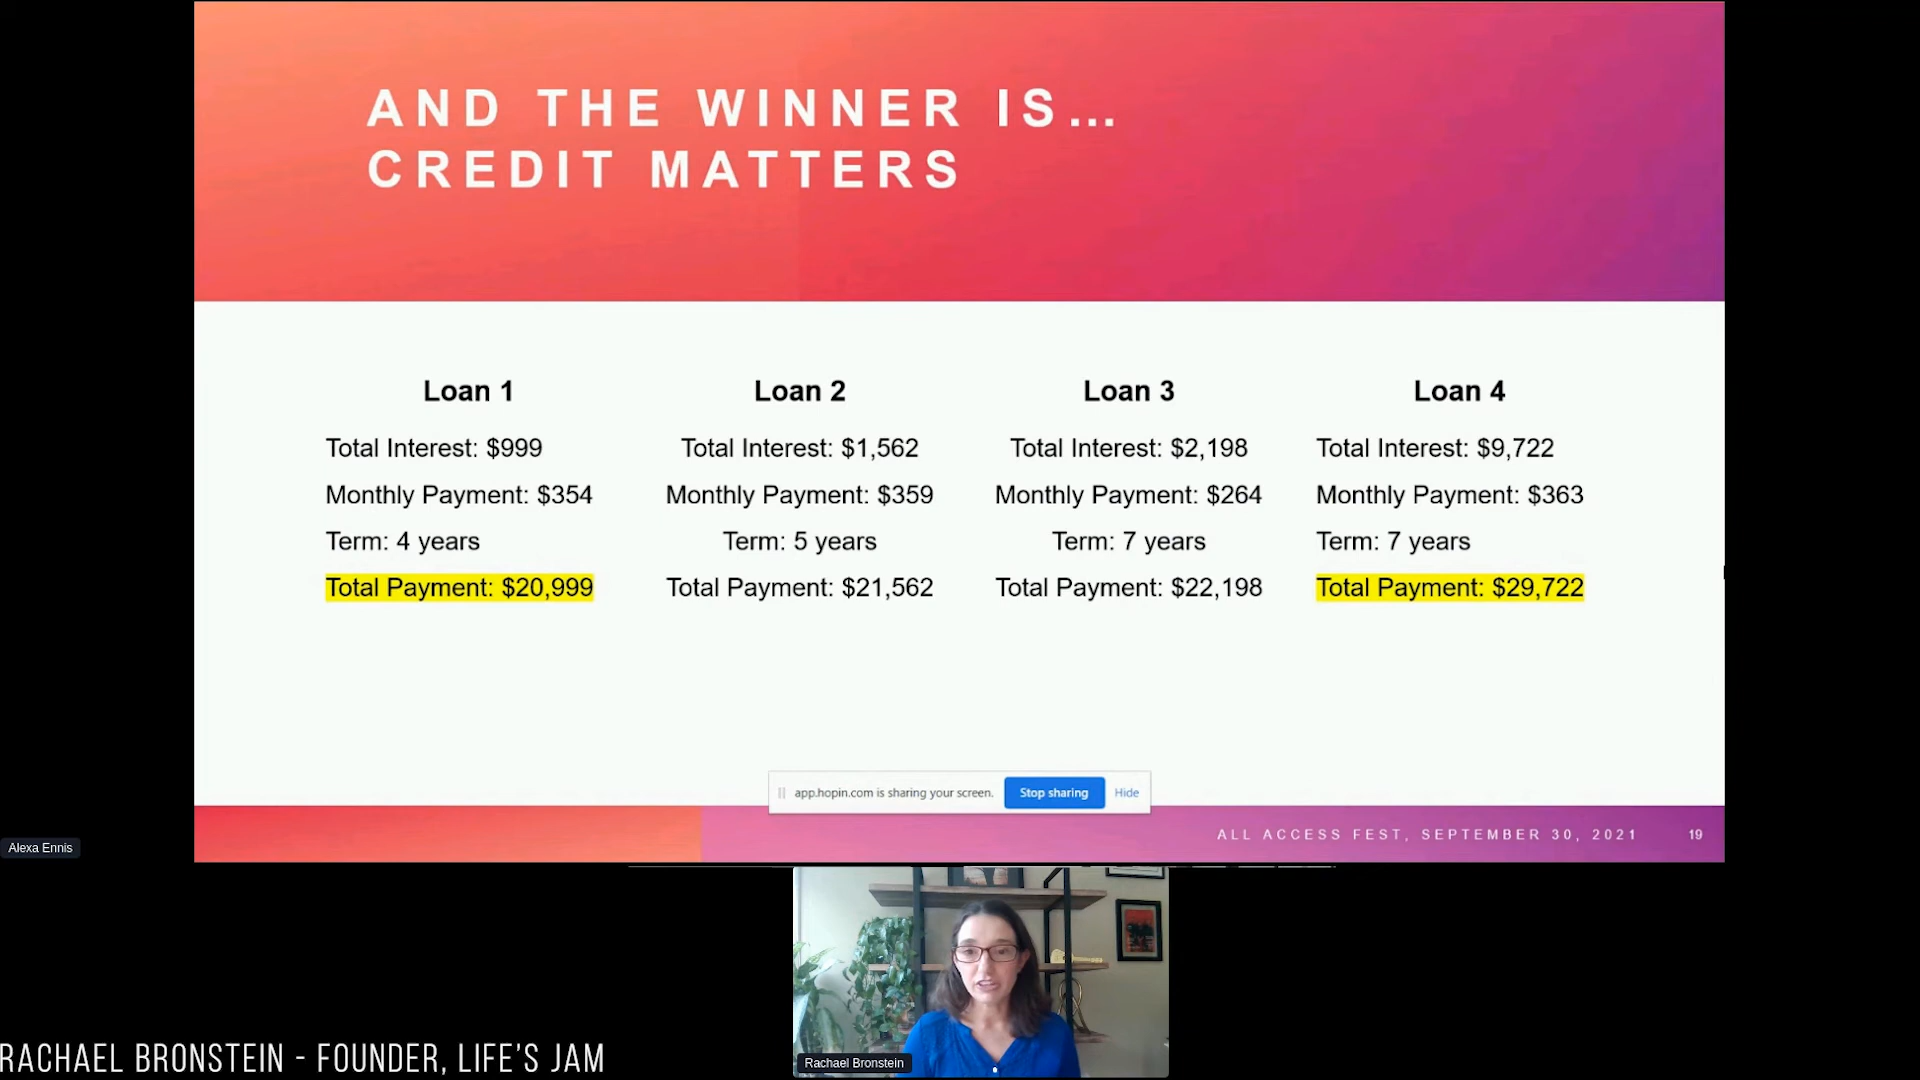 AND THE WINNER IS...
CREDIT MATTERS
Loan 1
Total Interest: $999
Monthly Payment: $354
Term: 4 years
Total Payment: $20,999
Loan 2
Total Interest: $1,562
Monthly Payment: $359
Term: 5 years
Total Payment: $21,562
Loan 3
Total Interest: $2,198
Monthly Payment: $264
Term: 7 years
Total Payment: $22,198
Loan 4
Total Interest: $9,722
Monthly Payment: $363
Term: 7 years
Total Payment: $29,722
app.hopin.com is sharing your screen.
Stop sharing
Hide
ALL ACCESS FEST, SEPTEMBER 30, 2021
19
Alexa Ennis
Rachael Bronstein
RACHAEL BRONSTEIN - FOUNDER, LIFE'S JAM